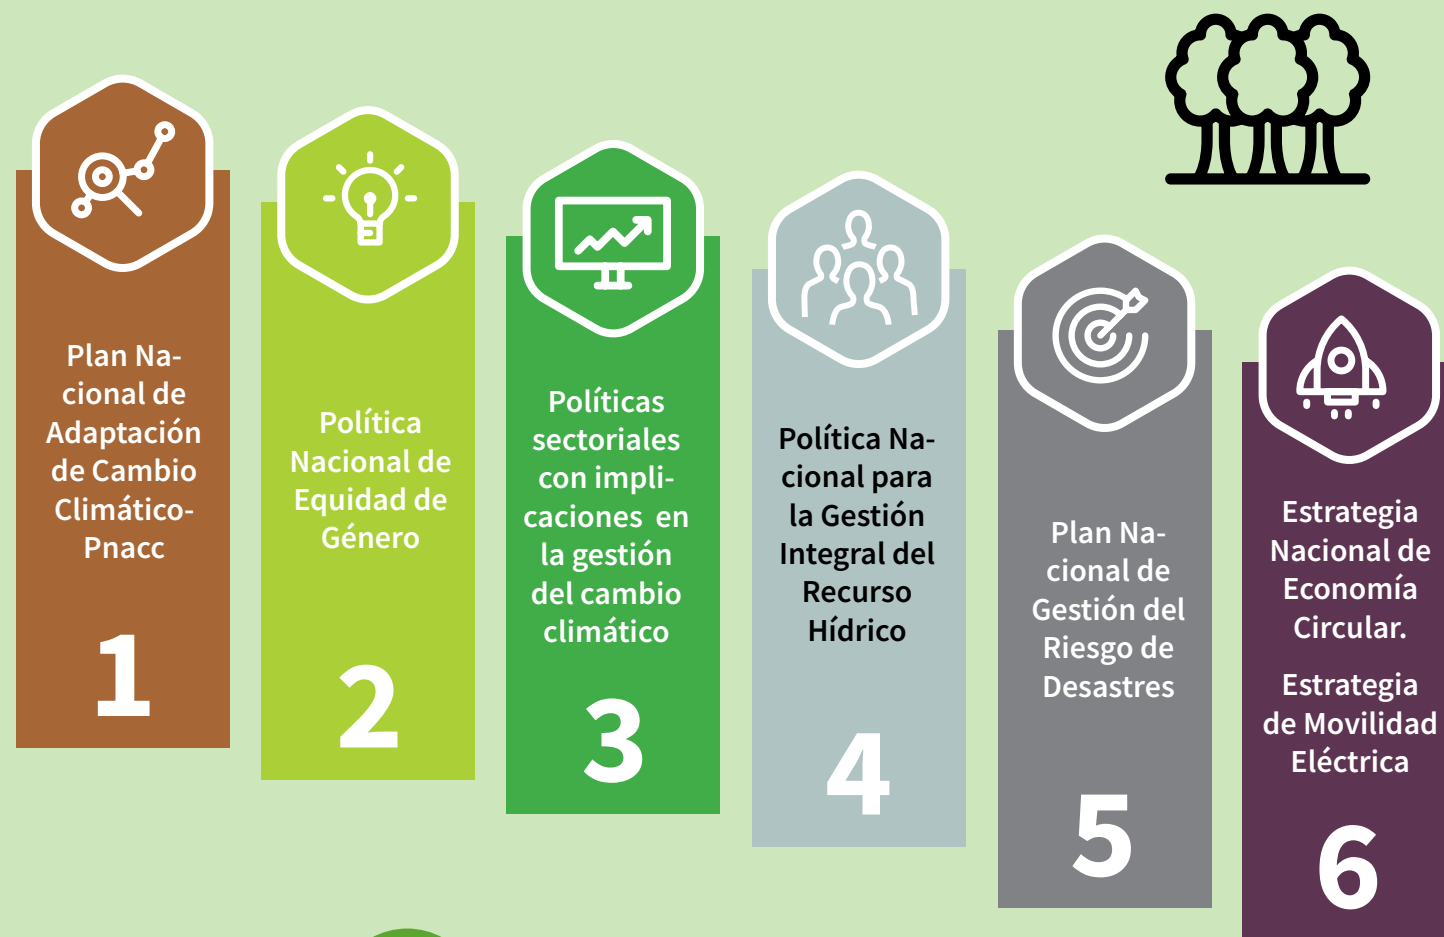 Plan Na-
cional de
Adaptación
de Cambio
Climático-
Pnacc
1
Política
Nacional de
Equidad de
Género
2
Políticas
sectoriales
con impli-
caciones  en
la gestión
del cambio
climático
3
Política Na-
cional para
la Gestión
Integral del
Recurso
Hídrico
4
Plan Na-
cional de
Gestión del
Riesgo de
Desastres
5
Estrategia
Nacional de
Economía
Circular.
Estrategia
de Movilidad
Eléctrica
6